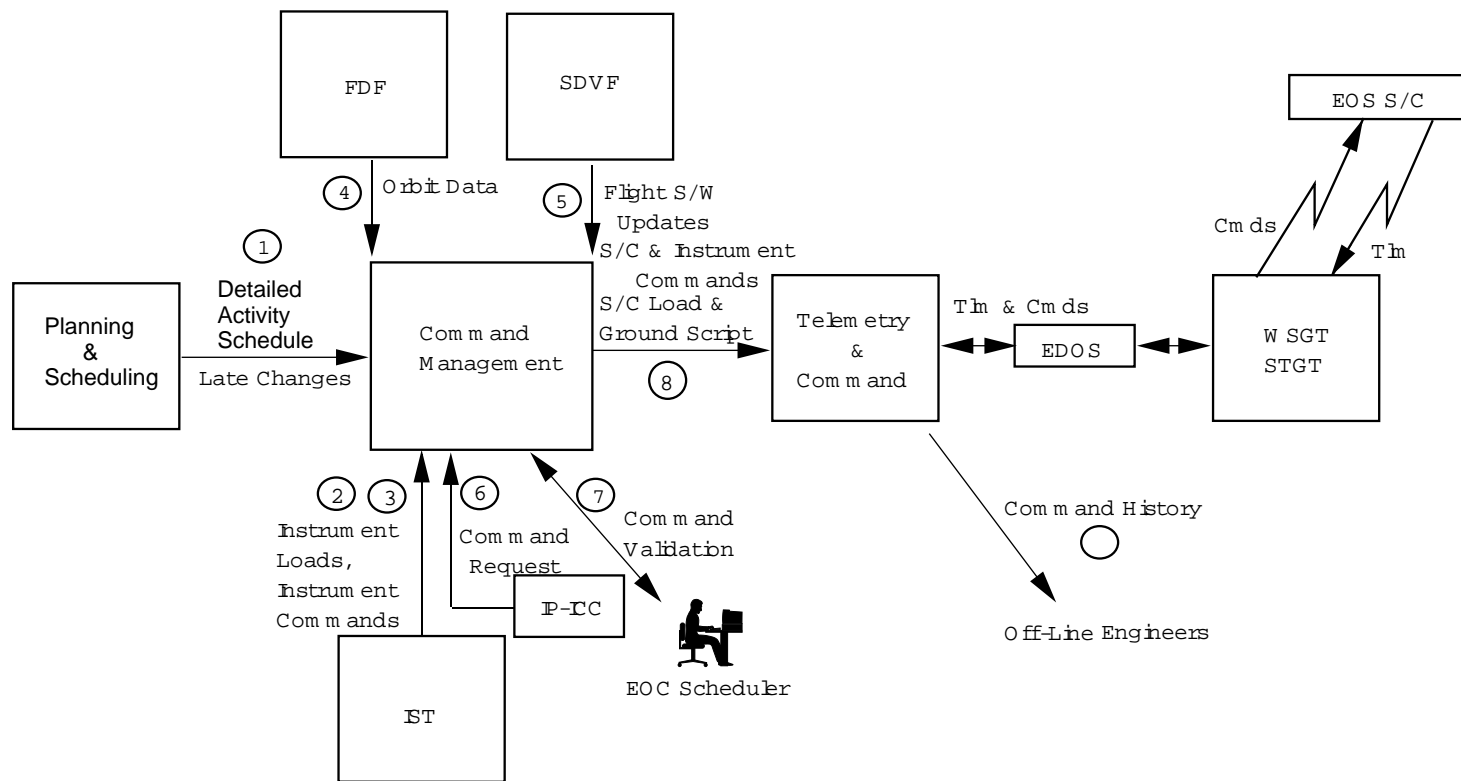 FDF
SDVF
EOS S/C
4
Orbit Data
5
Flight S/W
Updates
S/C & Instrument
Commands
S/C Load &
Ground Script
8
1
Detailed
Activity
Schedule
Late Changes
Planning
&
Scheduling
Command
Management
Telemetry
&
Command
Tlm & Cmds
EDOS
WSGT
STGT
Cmds
Tlm
2
3
6
7
Instrument
Loads,
Instrument
Commands
Command
Request
Command
Validation
IP-ICC
IST
EOC Scheduler
Command History
Off-Line Engineers